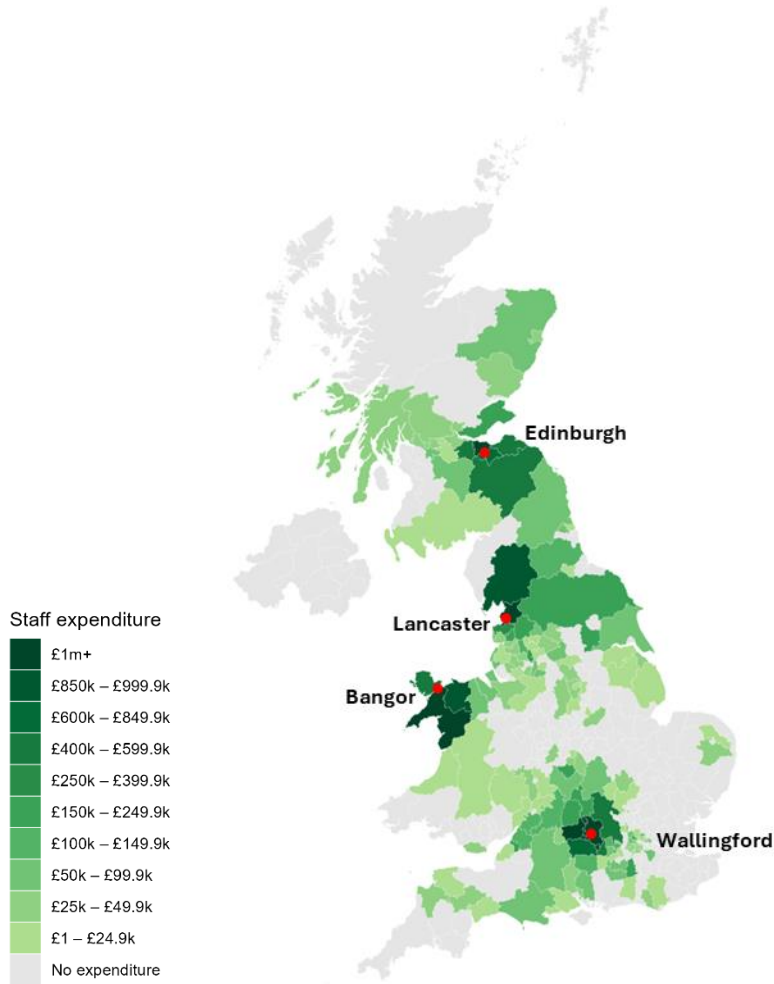 Edinburgh
Lancaster
Staff expenditure
£1m+
£850k – £999.9k
Bangor
£600k – £849.9k
£400k – £599.9k
£250k – £399.9k
£150k – £249.9k
£100k – £149.9k
Wallingford
£50k – £99.9k
£25k – £49.9k
£1 – £24.9k
No expenditure